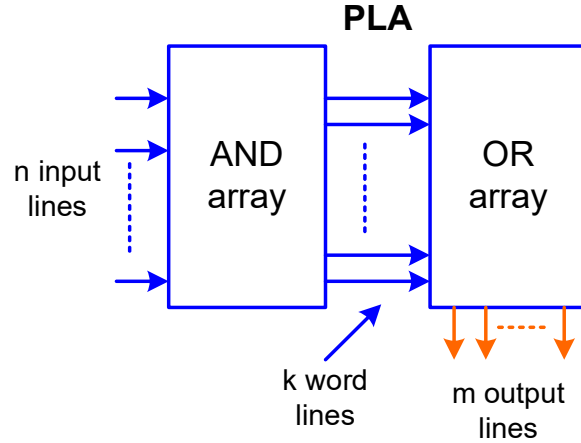 PLA
n input
lines
AND
array
OR
array
k word
lines
m output
lines